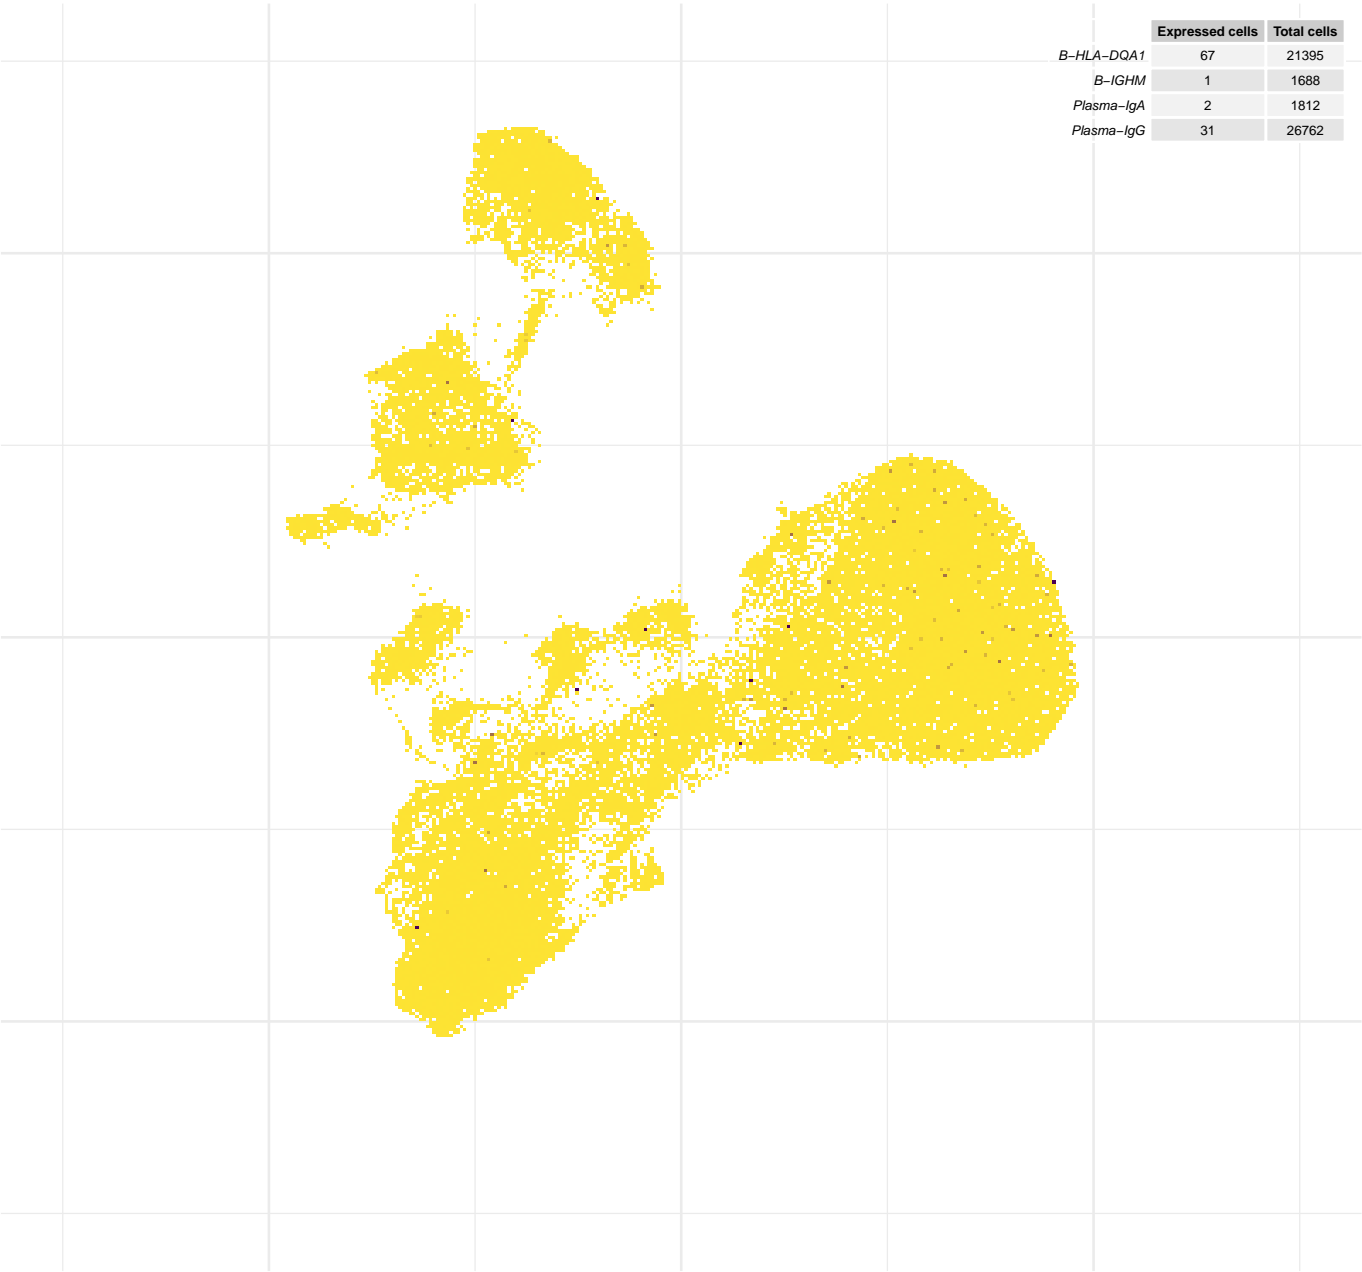 Expressed cells Total cells
B−HLA−DQA1 67 21395
B−IGHM 1 1688
Plasma−IgA 2 1812
Plasma−IgG 31 26762